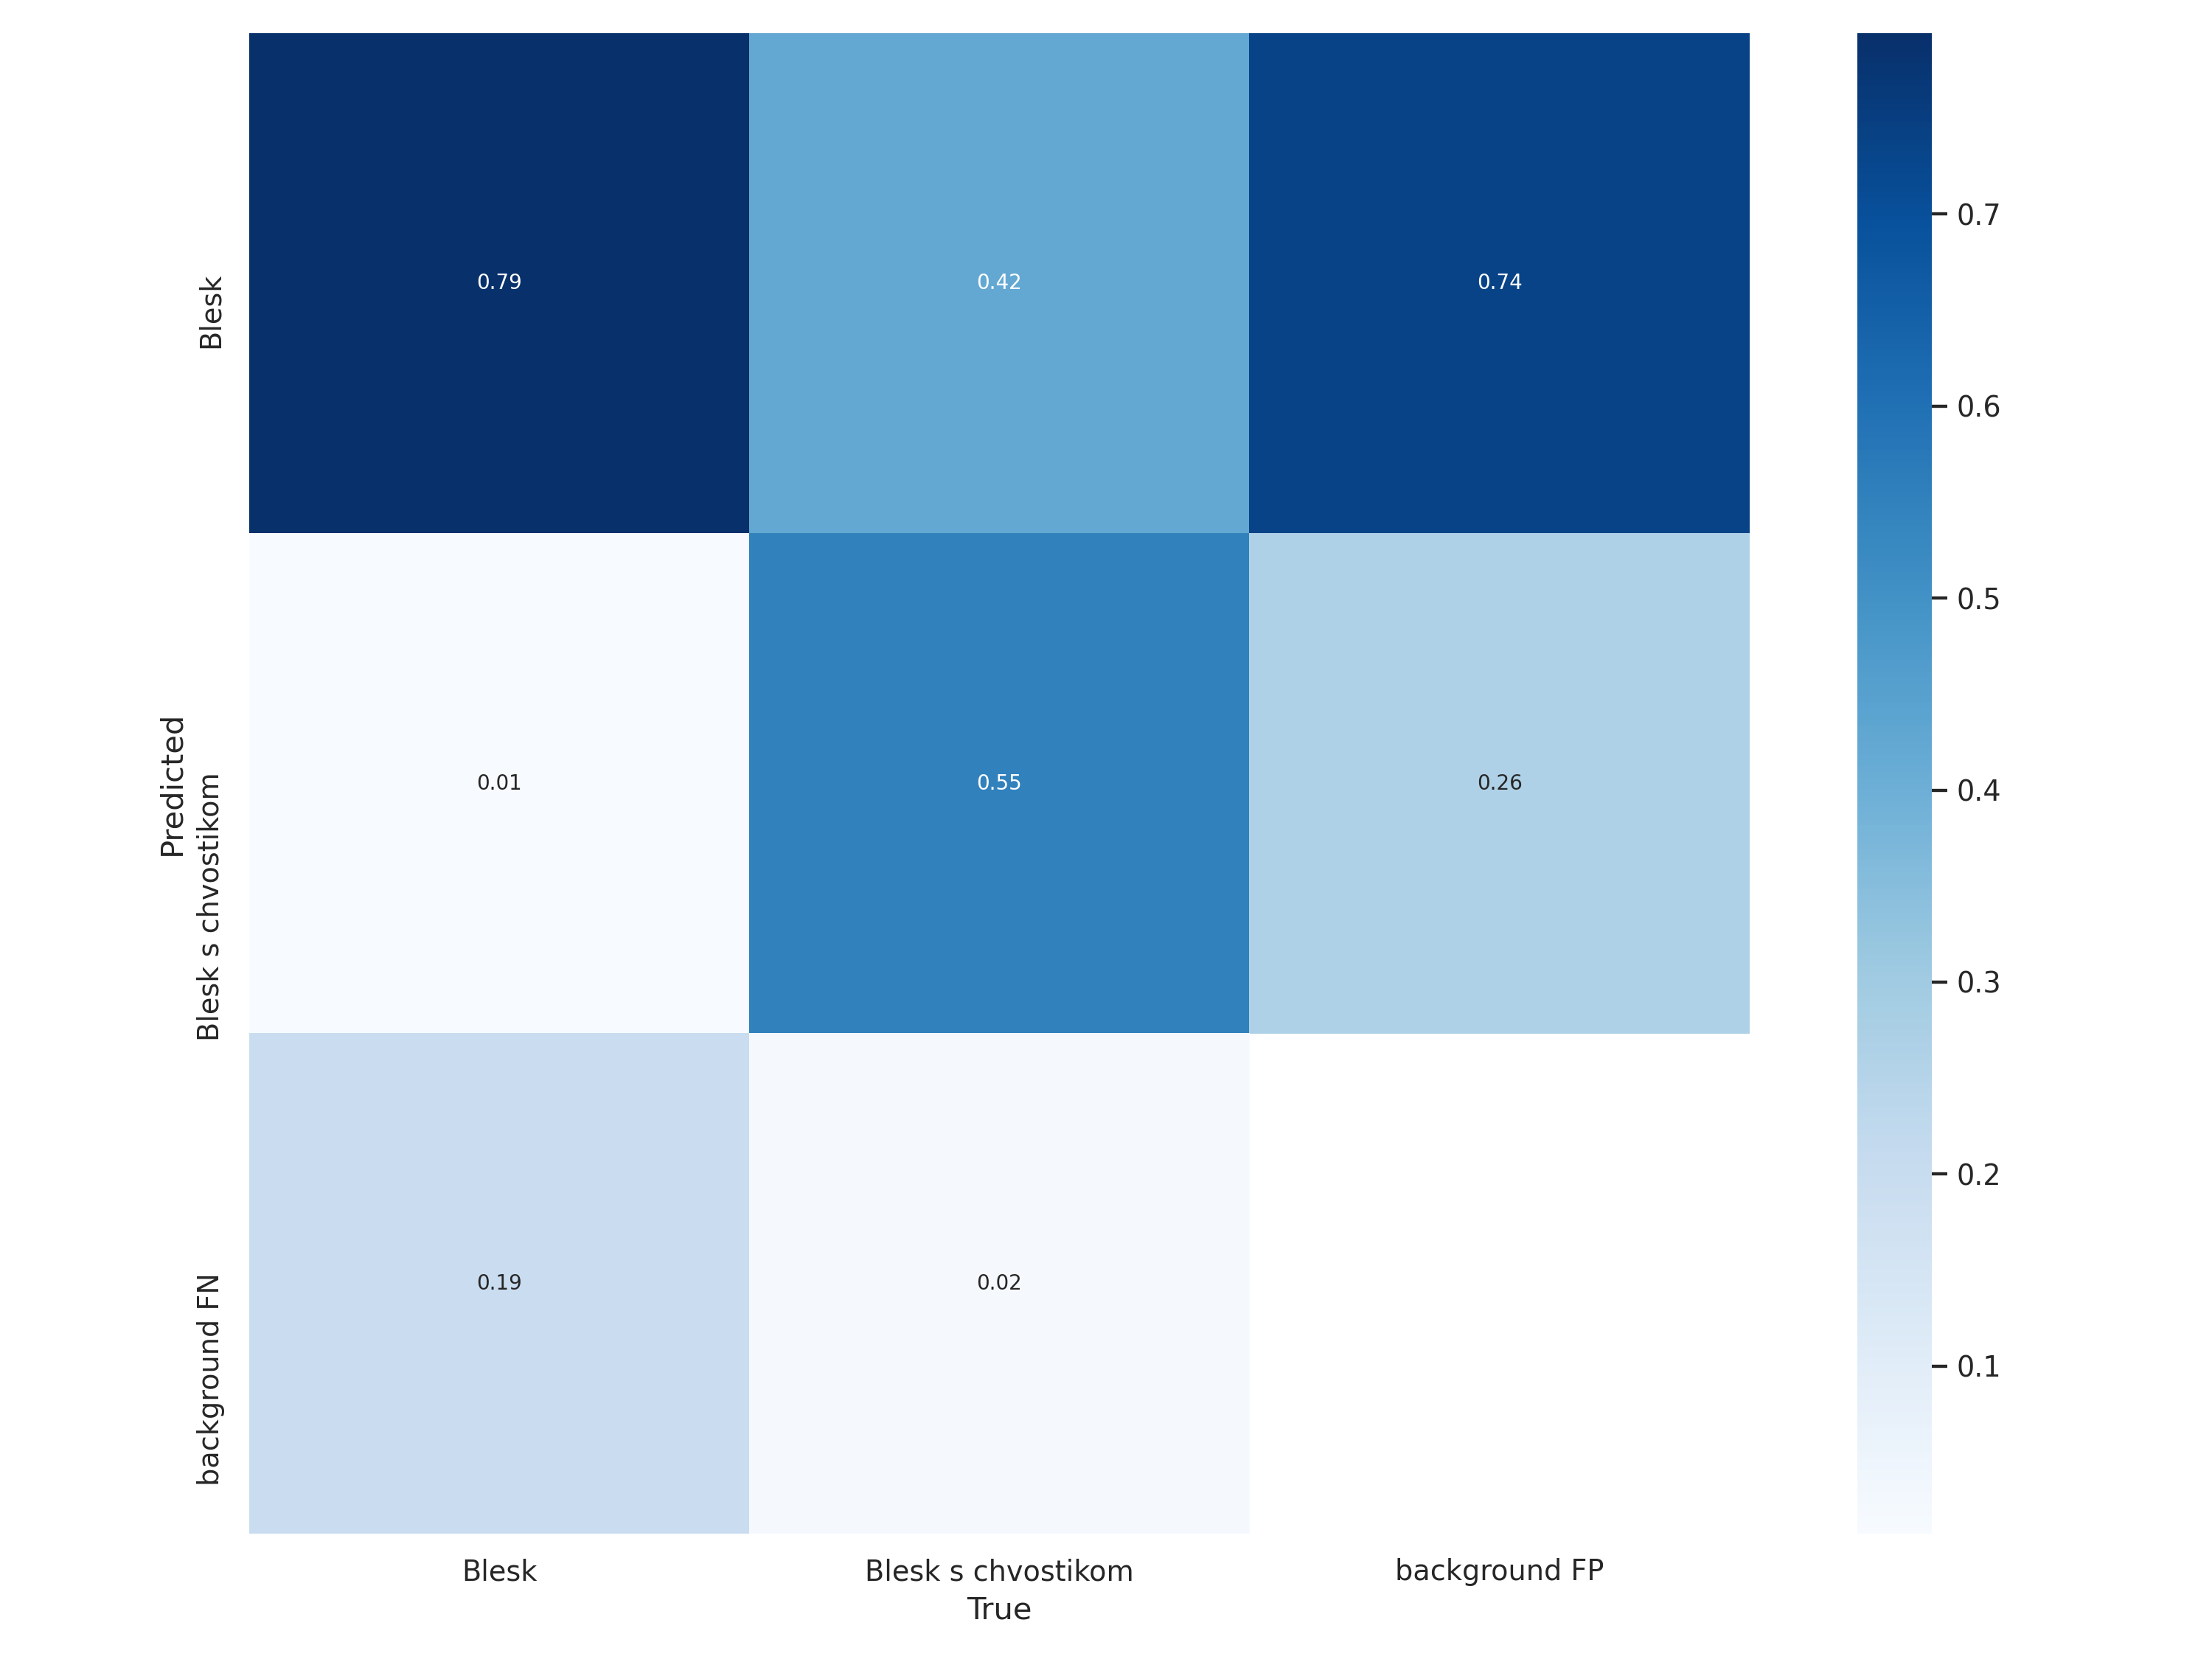 Predicted
Blesk
0.79 0.42 0.74
Blesk s chvostikom
0.01 0.55 0.26
background FN
0.19 0.02
Blesk Blesk s chvostikom background FP
True
0.7
0.6
0.5
0.4
0.3
0.2
0.1